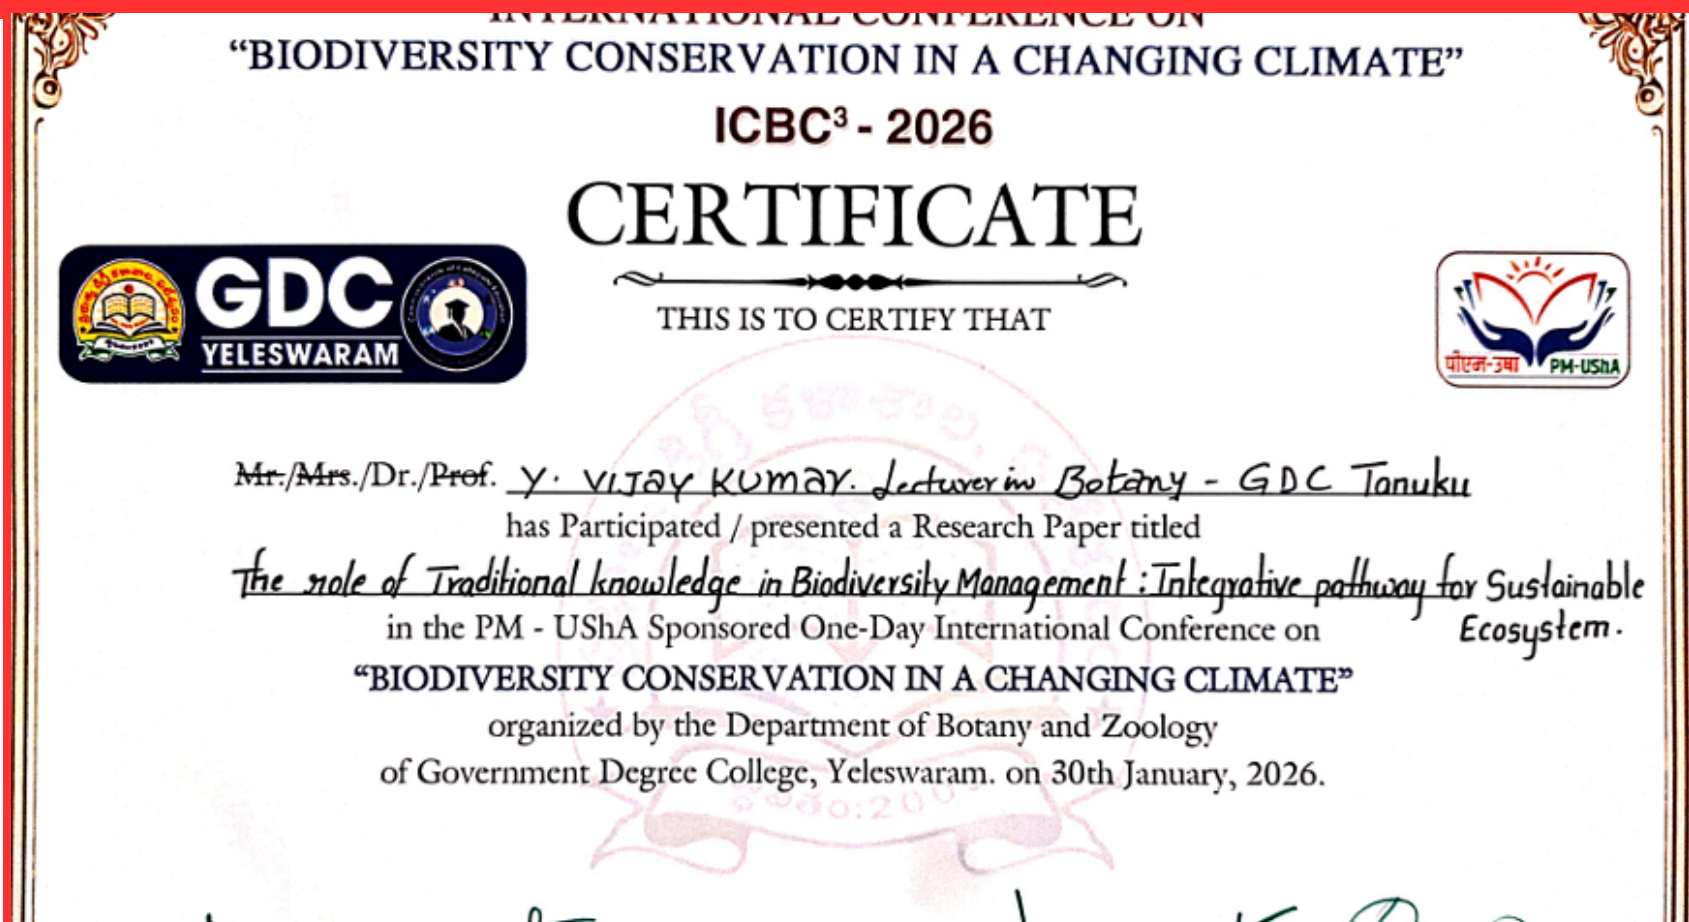 INTERNATIONAL CONFERENCE ON
“BIODIVERSITY CONSERVATION IN A CHANGING CLIMATE”
ICBC³ - 2026
CERTIFICATE
GDC
YELESWARAM
THIS IS TO CERTIFY THAT
पीएम-उषा PM-UShA
Mr./Mrs./Dr./Prof. Y. VIJAY KUMAR. Lecturer in Botany - GDC Tanuku
has Participated / presented a Research Paper titled
The role of Traditional knowledge in Biodiversity Management : Integrative pathway for Sustainable
Ecosystem.
in the PM - UShA Sponsored One-Day International Conference on
“BIODIVERSITY CONSERVATION IN A CHANGING CLIMATE”
organized by the Department of Botany and Zoology
of Government Degree College, Yeleswaram. on 30th January, 2026.